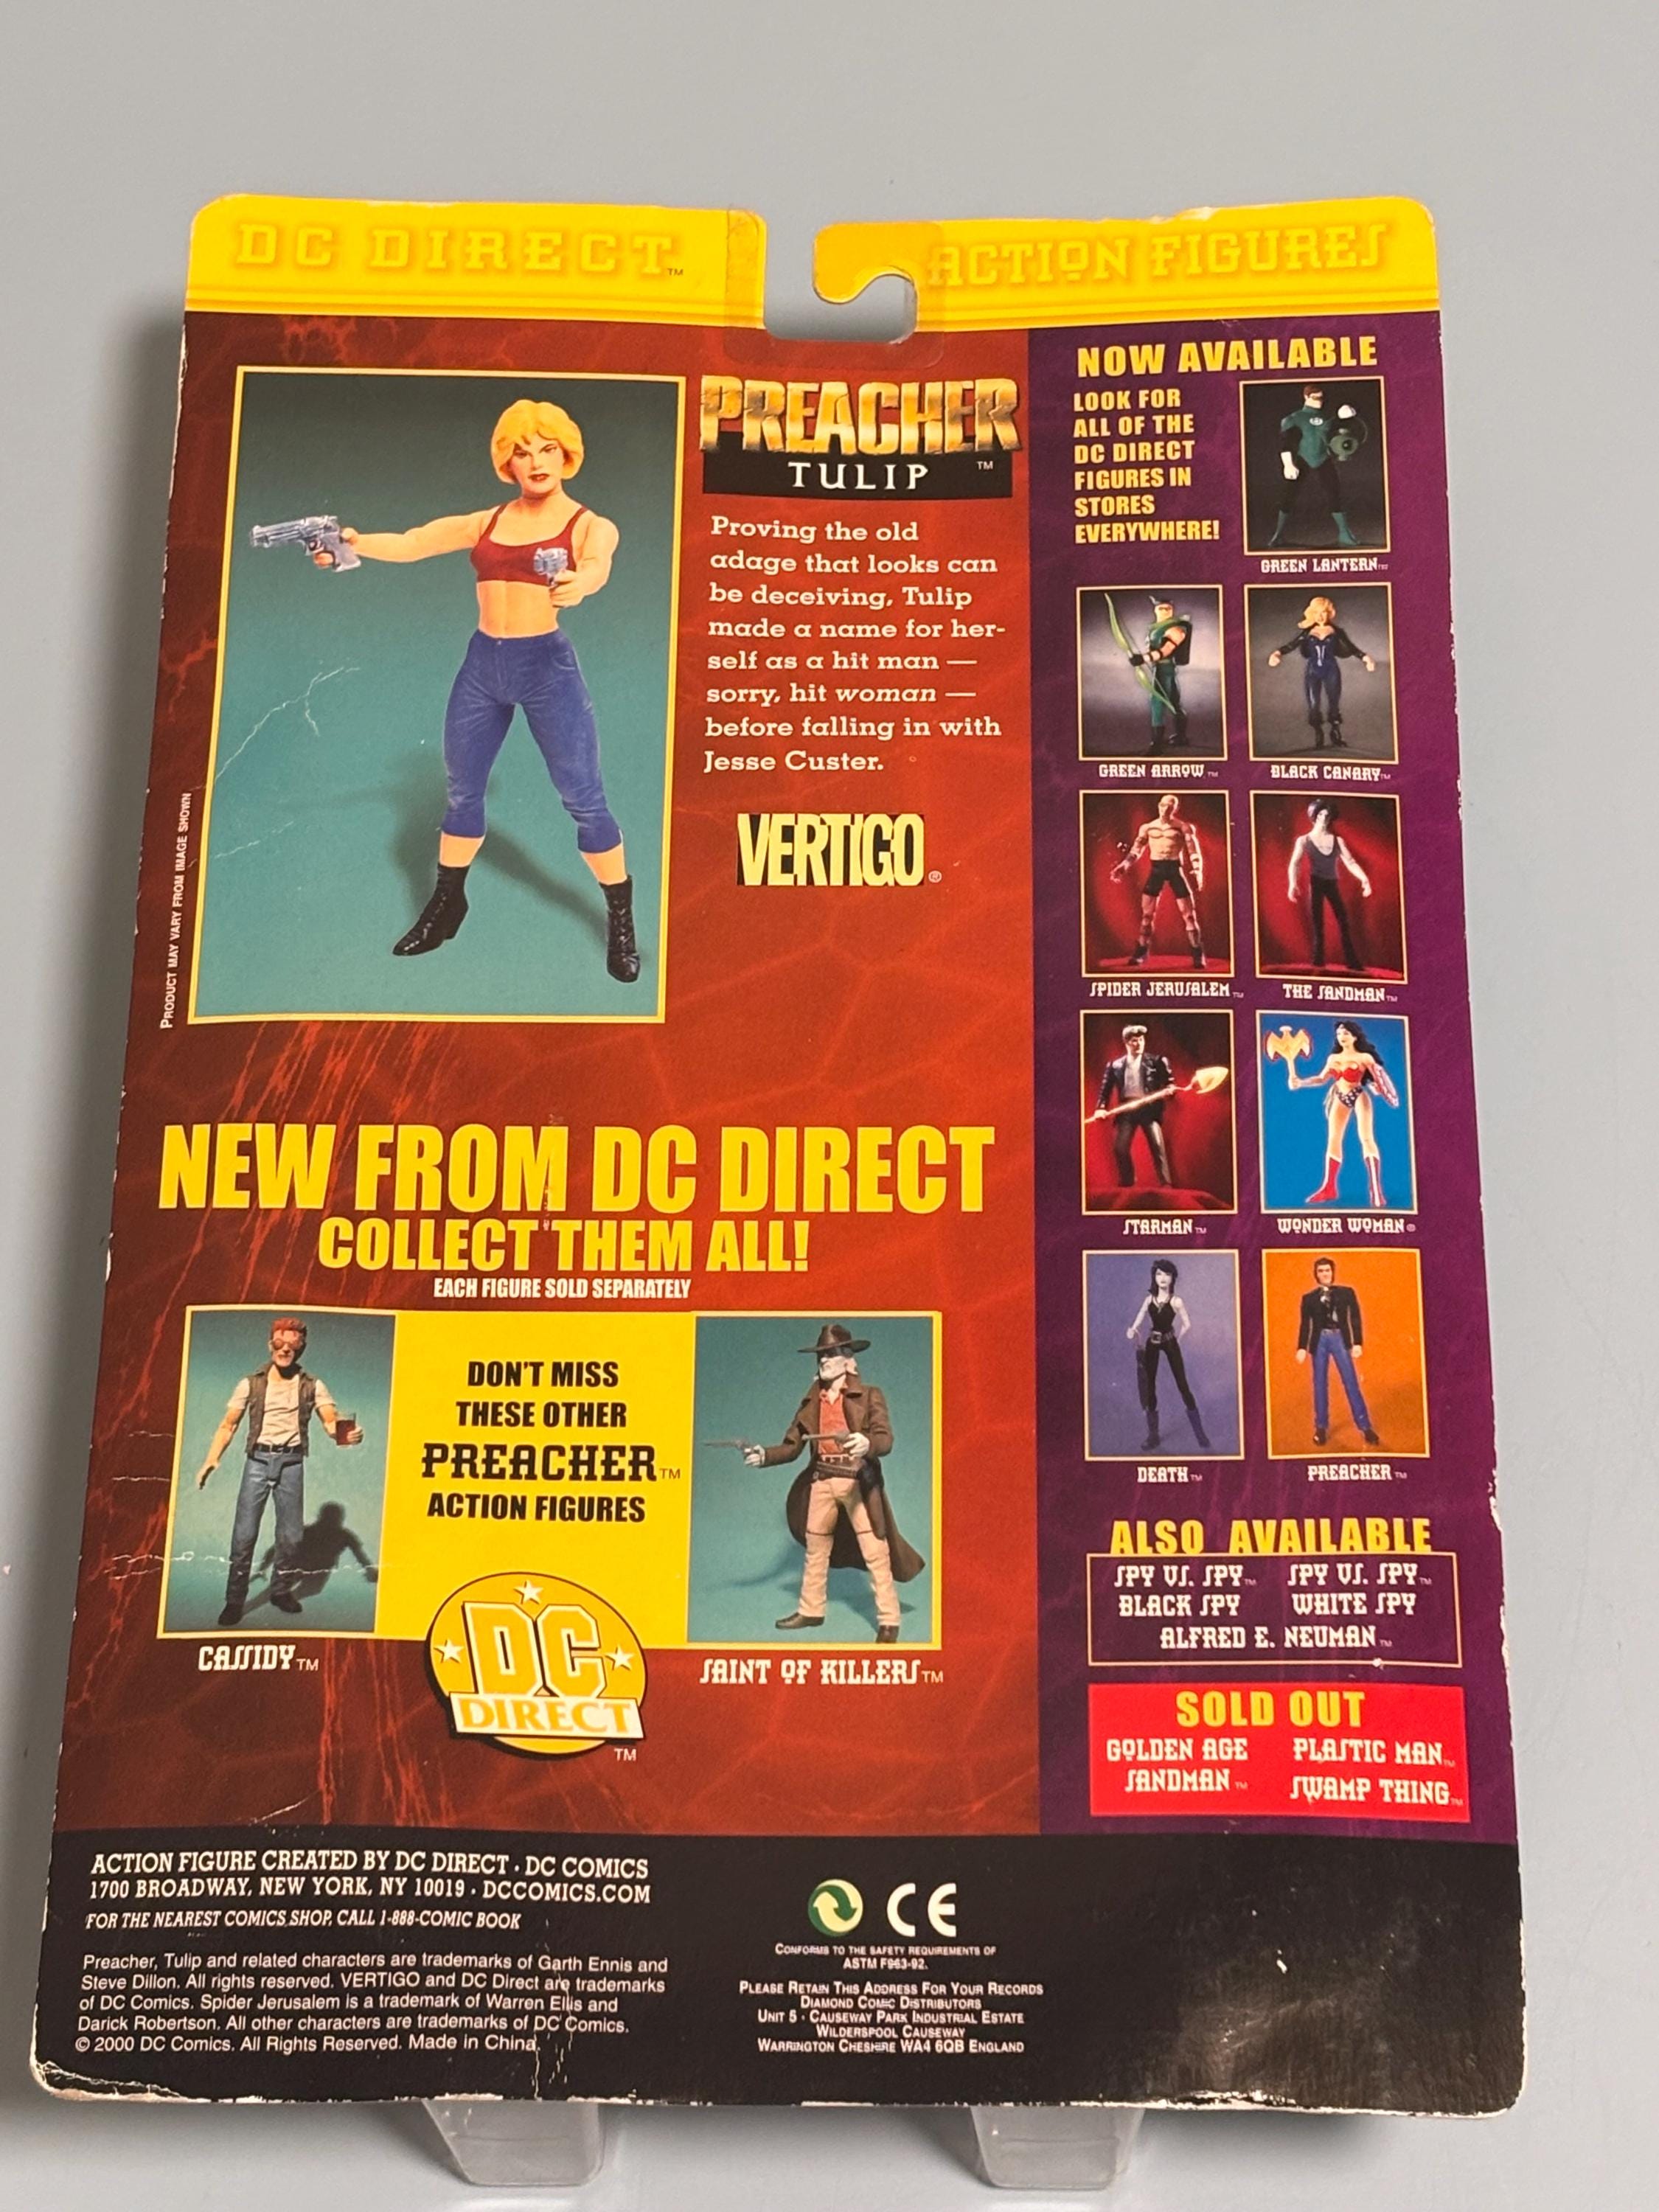 DC DIRECT™
ACTION FIGURES
PREACHER
TULIP ™
Proving the old
adage that looks can
be deceiving, Tulip
made a name for her-
self as a hit man —
sorry, hit woman —
before falling in with
Jesse Custer.
VERTIGO®
PRODUCT MAY VARY FROM IMAGE SHOWN
NEW FROM DC DIRECT
COLLECT THEM ALL!
EACH FIGURE SOLD SEPARATELY
DON'T MISS
THESE OTHER
PREACHER™
ACTION FIGURES
CASSIDY™
SAINT OF KILLERS™
DC
DIRECT
™
NOW AVAILABLE
LOOK FOR
ALL OF THE
DC DIRECT
FIGURES IN
STORES
EVERYWHERE!
GREEN LANTERN™
GREEN ARROW™
BLACK CANARY™
SPIDER JERUSALEM™
THE SANDMAN™
STARMAN™
WONDER WOMAN®
DEATH™
PREACHER™
ALSO AVAILABLE
SPY VS. SPY™ SPY VS. SPY™
BLACK SPY WHITE SPY
ALFRED E. NEUMAN™
SOLD OUT
GOLDEN AGE PLASTIC MAN™
SANDMAN™ SWAMP THING™
ACTION FIGURE CREATED BY DC DIRECT • DC COMICS
1700 BROADWAY, NEW YORK, NY 10019 • DCCOMICS.COM
FOR THE NEAREST COMICS SHOP, CALL 1-888-COMIC BOOK
Preacher, Tulip and related characters are trademarks of Garth Ennis and
Steve Dillon. All rights reserved. VERTIGO and DC Direct are trademarks
of DC Comics. Spider Jerusalem is a trademark of Warren Ellis and
Darick Robertson. All other characters are trademarks of DC Comics.
© 2000 DC Comics. All Rights Reserved. Made in China.
CE
CONFORMS TO THE SAFETY REQUIREMENTS OF
ASTM F963-92.
PLEASE RETAIN THIS ADDRESS FOR YOUR RECORDS
DIAMOND COMIC DISTRIBUTORS
UNIT 5 • CAUSEWAY PARK INDUSTRIAL ESTATE
WILDERSPOOL CAUSEWAY
WARRINGTON CHESHIRE WA4 6QB ENGLAND